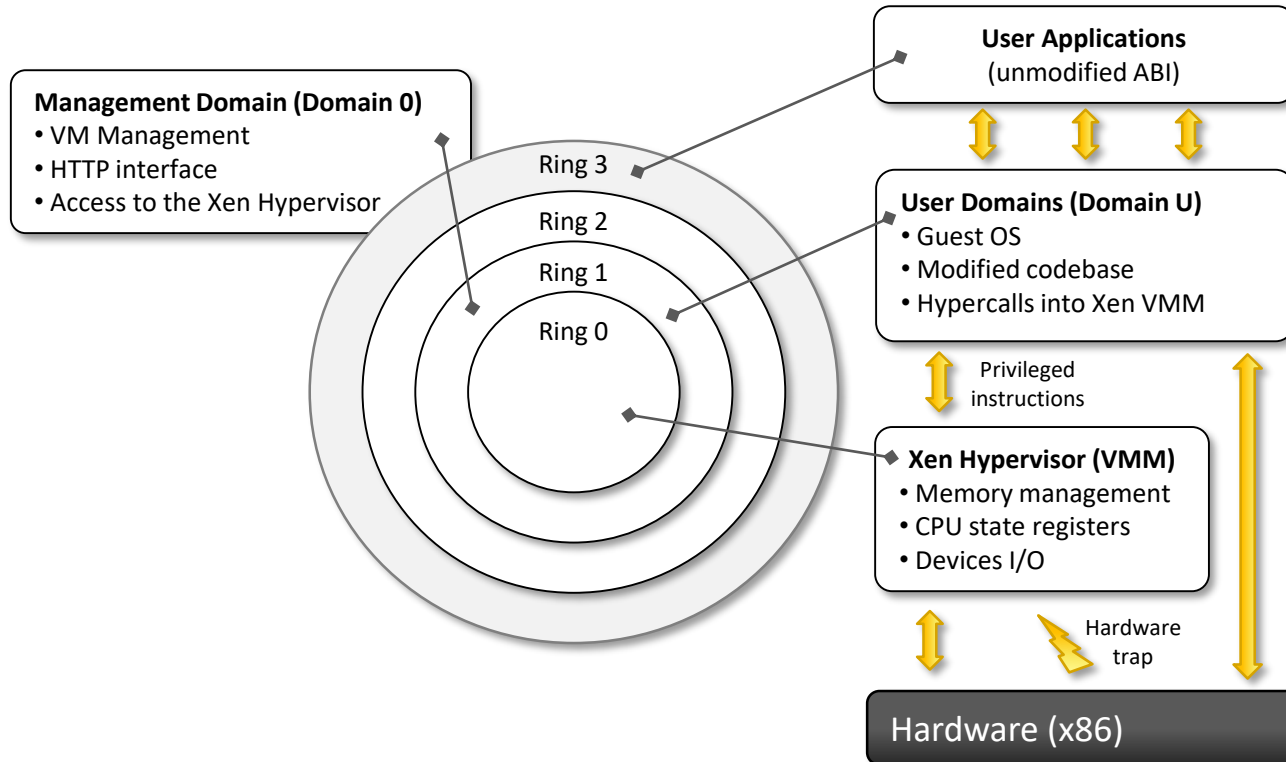 Management Domain (Domain 0)
• VM Management
• HTTP interface
• Access to the Xen Hypervisor
Ring 3
Ring 2
Ring 1
Ring 0
User Applications
(unmodified ABI)
User Domains (Domain U)
• Guest OS
• Modified codebase
• Hypercalls into Xen VMM
Privileged
instructions
Xen Hypervisor (VMM)
• Memory management
• CPU state registers
• Devices I/O
Hardware
trap
Hardware (x86)